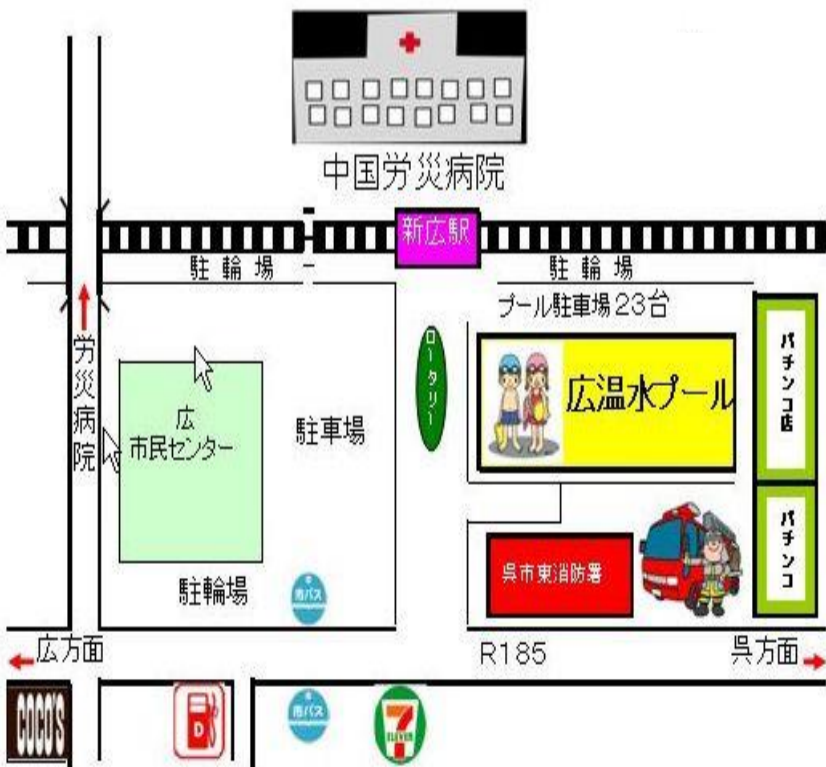 中国労災病院
新広駅
駐輪場
駐輪場
プール駐車場23台
労災病院
広
市民センター
駐車場
ロータリー
広温水プール
パチンコ店
パチンコ
呉市東消防署
駐輪場
市バス
広方面
R185
呉方面
COCO'S
D
市バス
7
ELEVEN